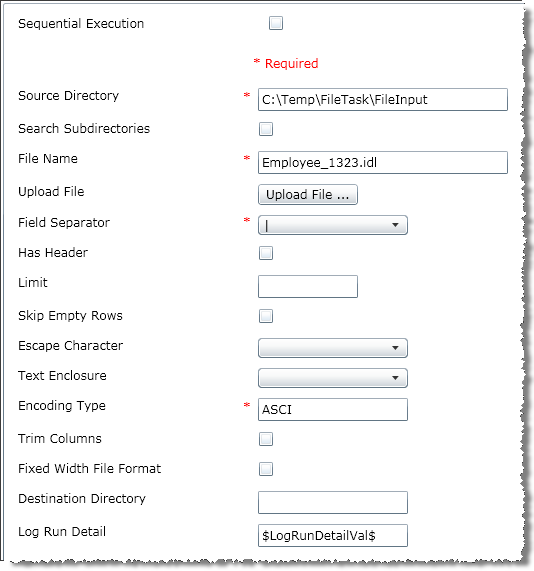 Sequential Execution
* Required
Source Directory * C:\Temp\FileTask\FileInput
Search Subdirectories
File Name * Employee_1323.idl
Upload File Upload File ...
Field Separator * |
Has Header
Limit
Skip Empty Rows
Escape Character
Text Enclosure
Encoding Type * ASCI
Trim Columns
Fixed Width File Format
Destination Directory
Log Run Detail $LogRunDetailVal$